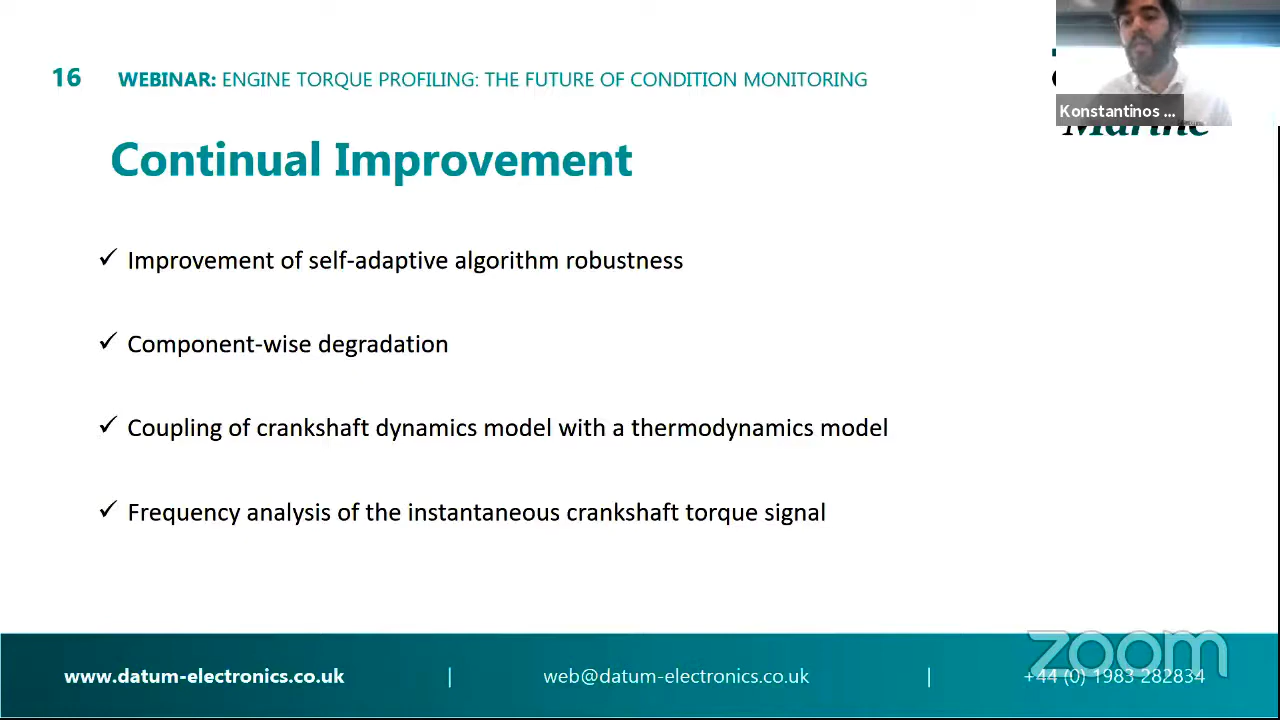 16 WEBINAR: ENGINE TORQUE PROFILING: THE FUTURE OF CONDITION MONITORING
Konstantinos ...
Marine
Continual Improvement
✓ Improvement of self-adaptive algorithm robustness
✓ Component-wise degradation
✓ Coupling of crankshaft dynamics model with a thermodynamics model
✓ Frequency analysis of the instantaneous crankshaft torque signal
zoom
www.datum-electronics.co.uk | web@datum-electronics.co.uk | +44 (0) 1983 282834